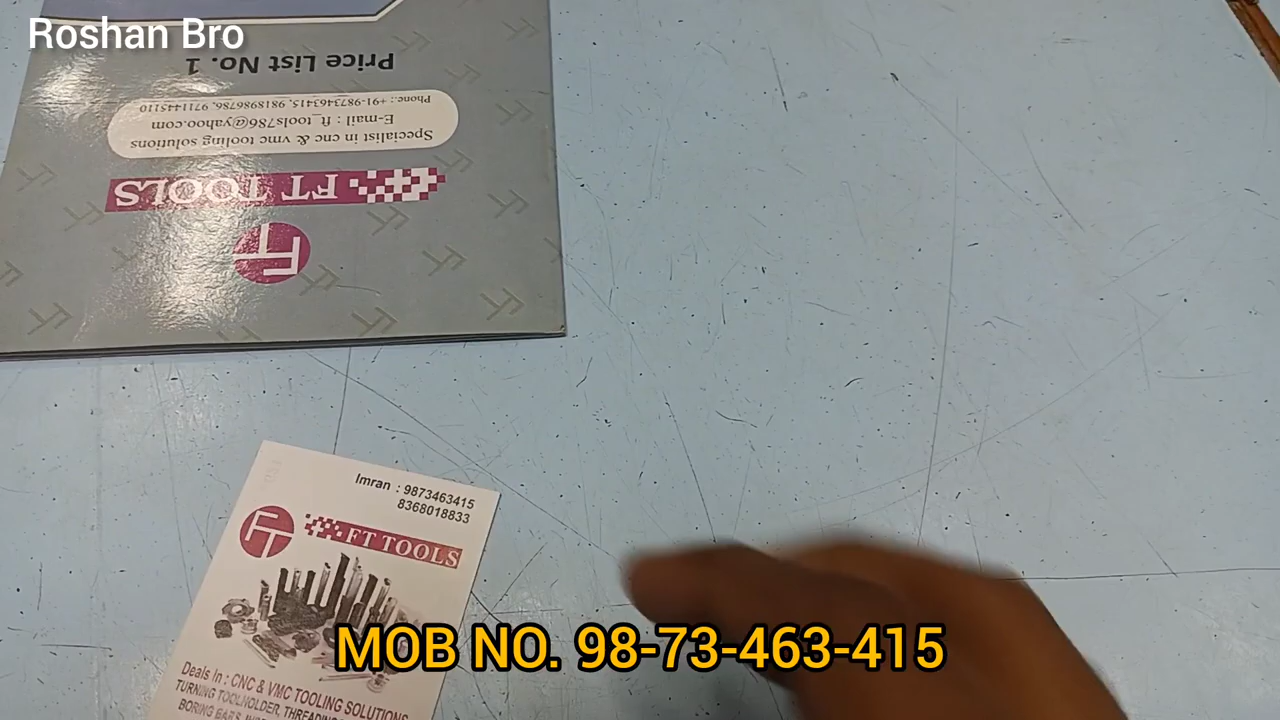 Roshan Bro
Price List No. 1
Phone.: +91-9873463415, 9818986786, 9711445110
E-mail : ft_tools786@yahoo.com
Specialist in cnc & vmc tooling solutions
FT TOOLS
FT
Imran : 9873463415
8368018833
FT
FT TOOLS
MOB NO. 98-73-463-415
Deals In : CNC & VMC TOOLING SOLUTIONS
TURNING TOOLHOLDER, THREADING
BORING BARS,